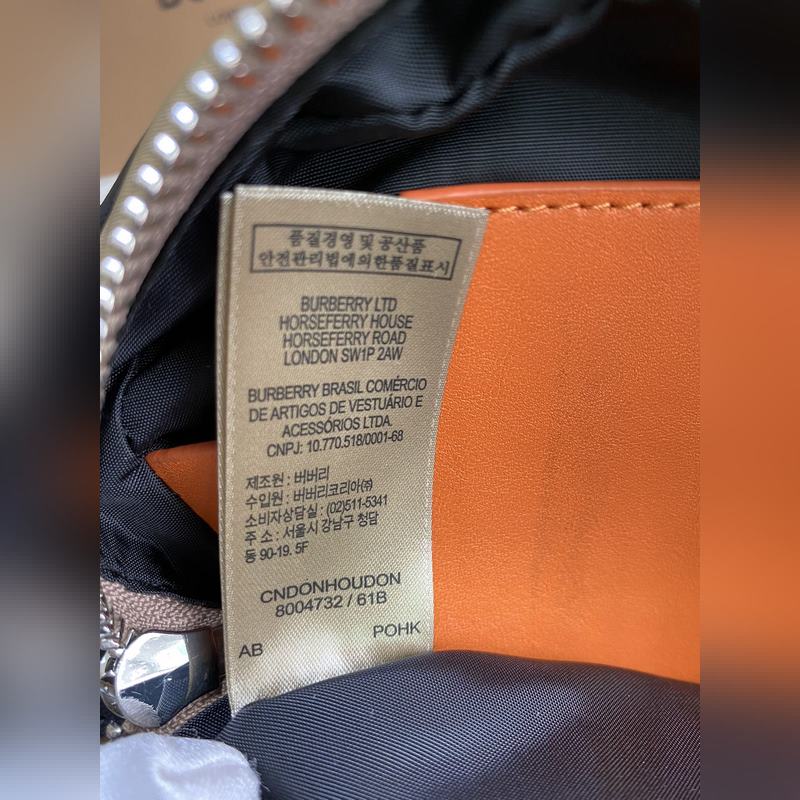 품질경영 및 공산품
안전관리법에의한품질표시
BURBERRY LTD
HORSEFERRY HOUSE
HORSEFERRY ROAD
LONDON SW1P 2AW
BURBERRY BRASIL COMÉRCIO
DE ARTIGOS DE VESTUÁRIO E
ACESSÓRIOS LTDA.
CNPJ: 10.770.518/0001-68
제조원 : 버버리
수입원 : 버버리코리아㈜
소비자상담실 : (02)511-5341
주 소 : 서울시 강남구 청담
동 90-19. 5F
CNDONHOUDON
8004732 / 61B
AB POHK